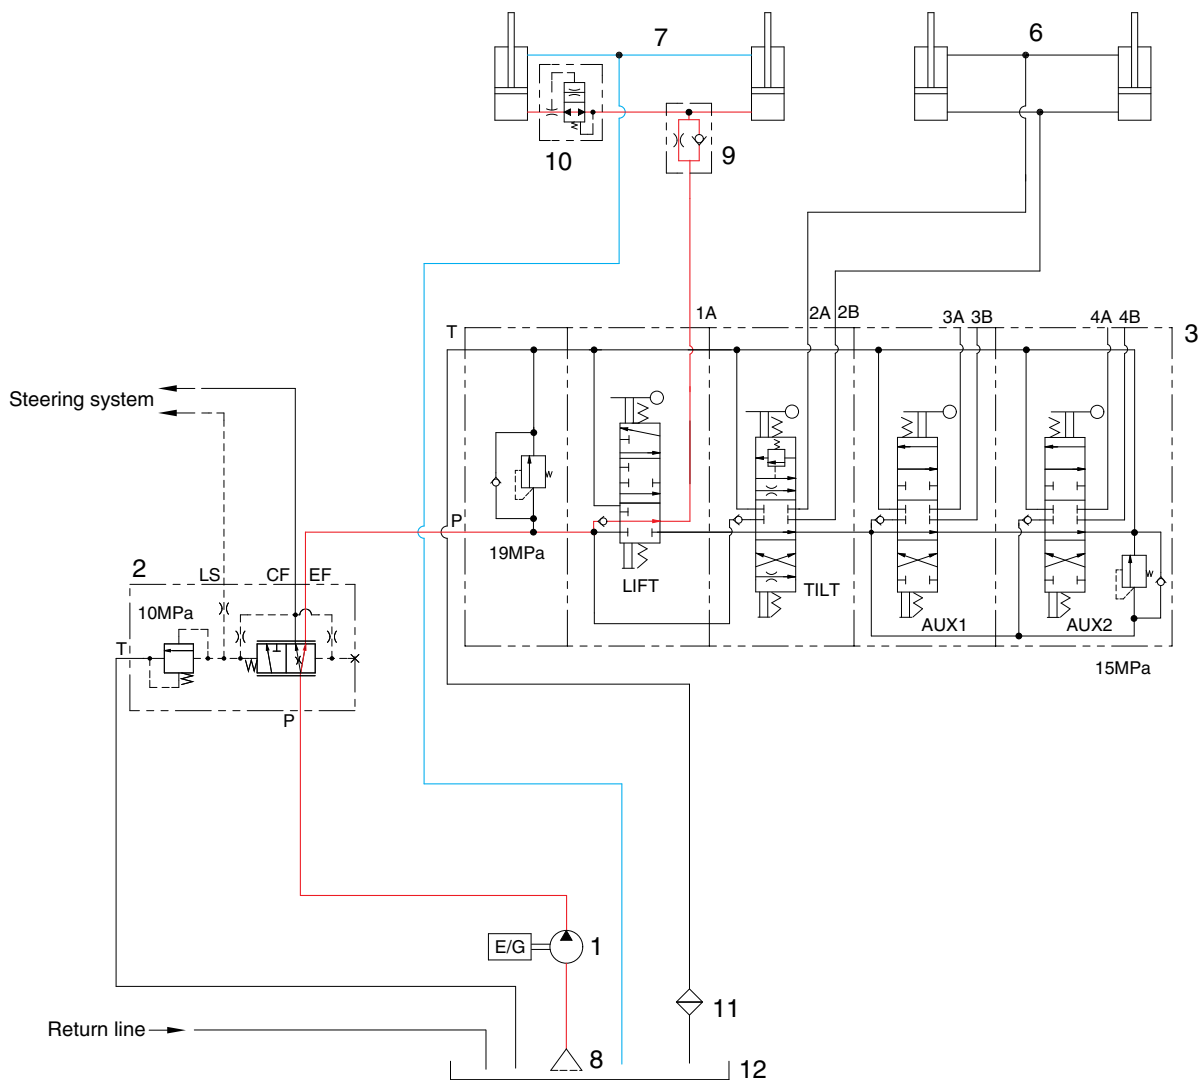 7
6
10
9
1A
2A 2B
3A 3B
4A 4B
T
3
Steering system
P
19MPa
LIFT
TILT
AUX1
AUX2
15MPa
2
LS
CF
EF
10MPa
T
P
E/G
1
11
Return line
8
12